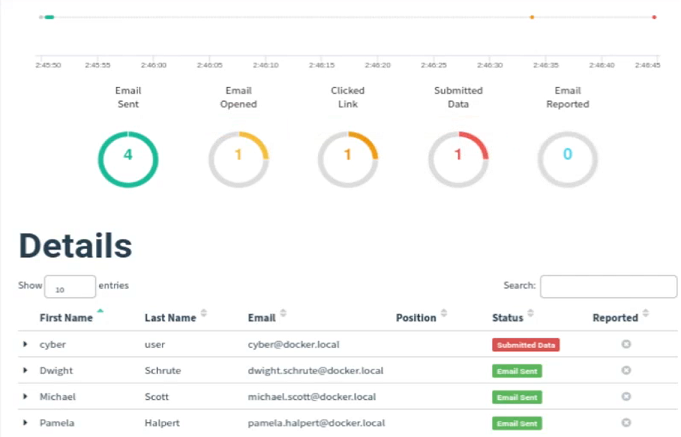 2:45:50 2:45:55 2:46:00 2:46:05 2:46:10 2:46:15 2:46:20 2:46:25 2:46:30 2:46:35 2:46:40 2:46:45
Email Sent
Email Opened
Clicked Link
Submitted Data
Email Reported
4 1 1 1 0
Details
Show 10 entries Search:
First Name Last Name Email Position Status Reported
cyber user cyber@docker.local Submitted Data
Dwight Schrute dwight.schrute@docker.local Email Sent
Michael Scott michael.scott@docker.local Email Sent
Pamela Halpert pamela.halpert@docker.local Email Sent